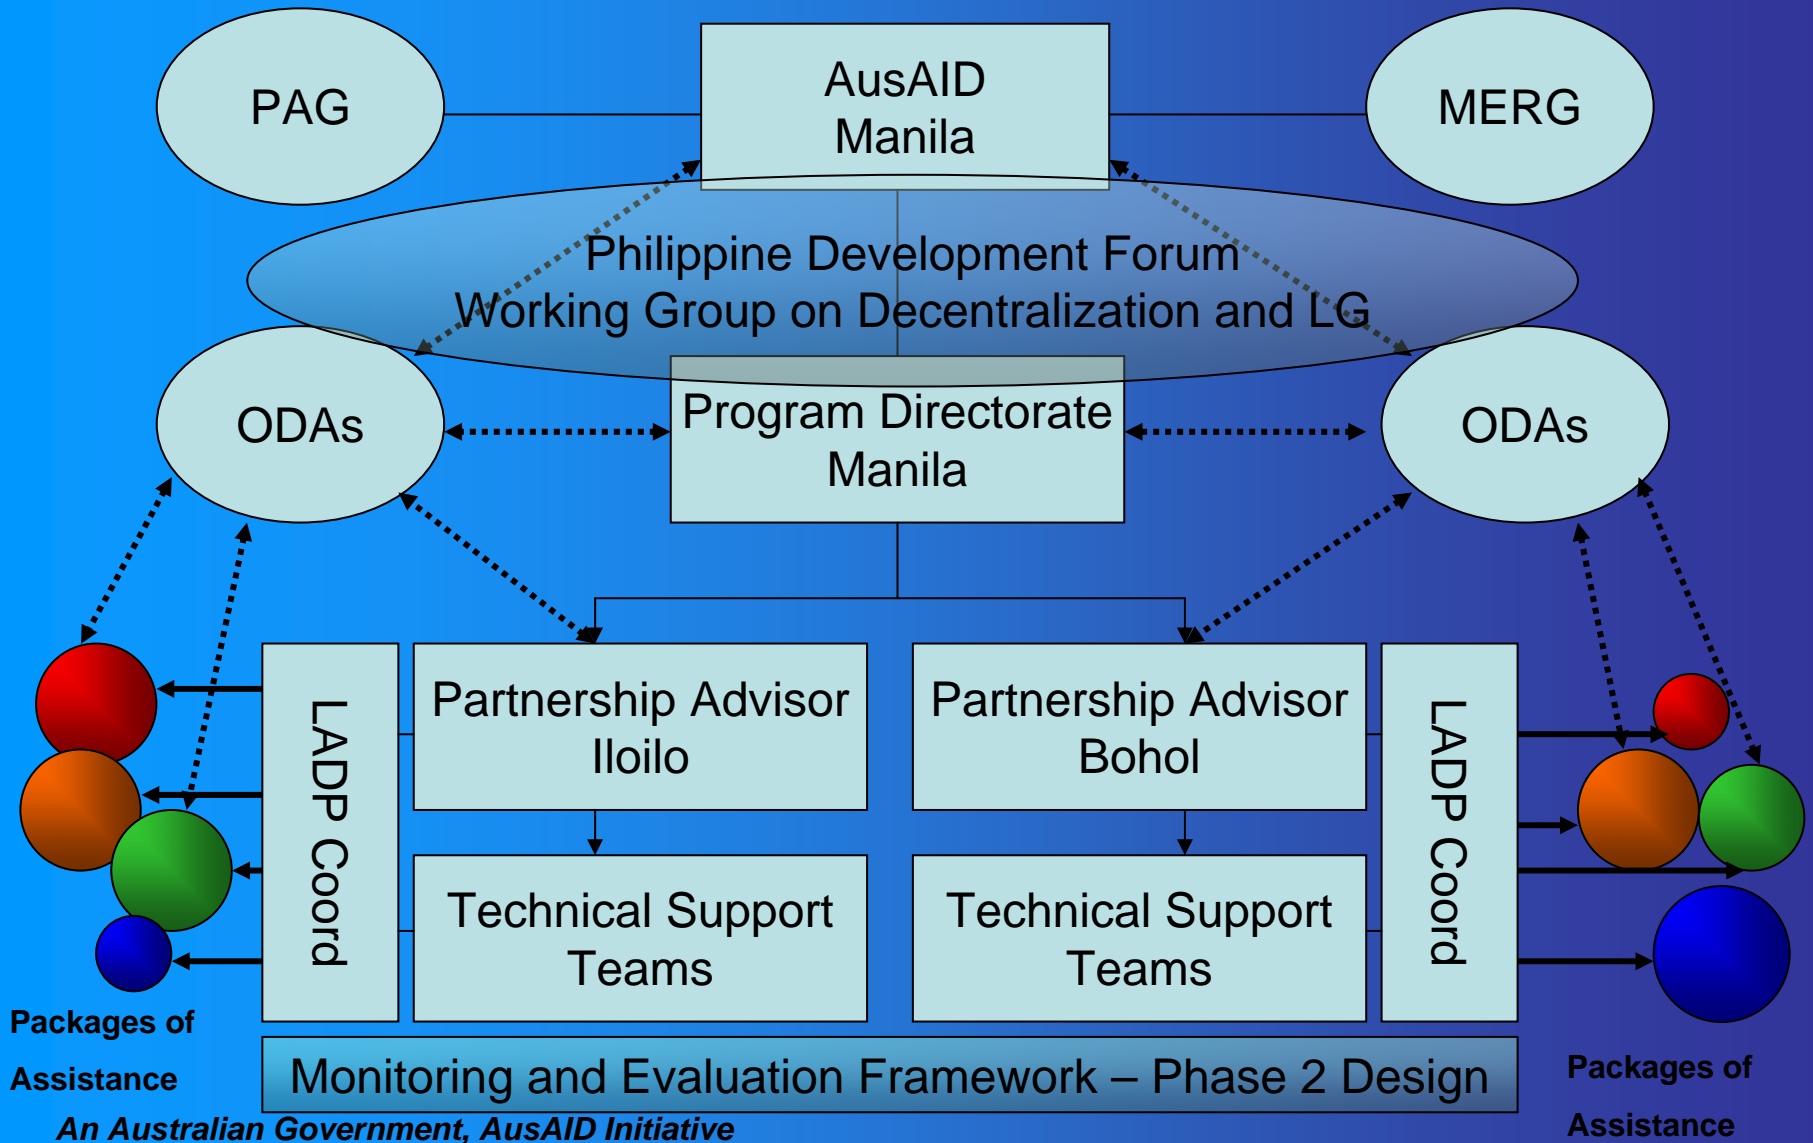 PAG
AusAID
Manila
MERG
Philippine Development Forum
Working Group on Decentralization and LG
ODAs
Program Directorate
Manila
ODAs
LADP Coord
Partnership Advisor
Iloilo
Partnership Advisor
Bohol
LADP Coord
Technical Support
Teams
Technical Support
Teams
Packages of
Assistance
Monitoring and Evaluation Framework – Phase 2 Design
Packages of
Assistance
An Australian Government, AusAID Initiative